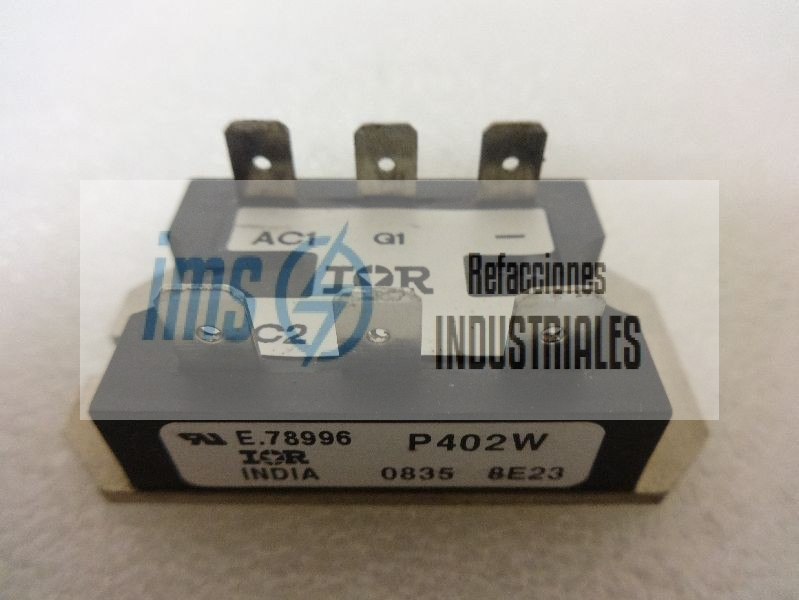 AC1 G1 —
ims
IOR
Refacciones
INDUSTRIALES
C2
E.78996 P402W
IOR
INDIA 0835 8E23